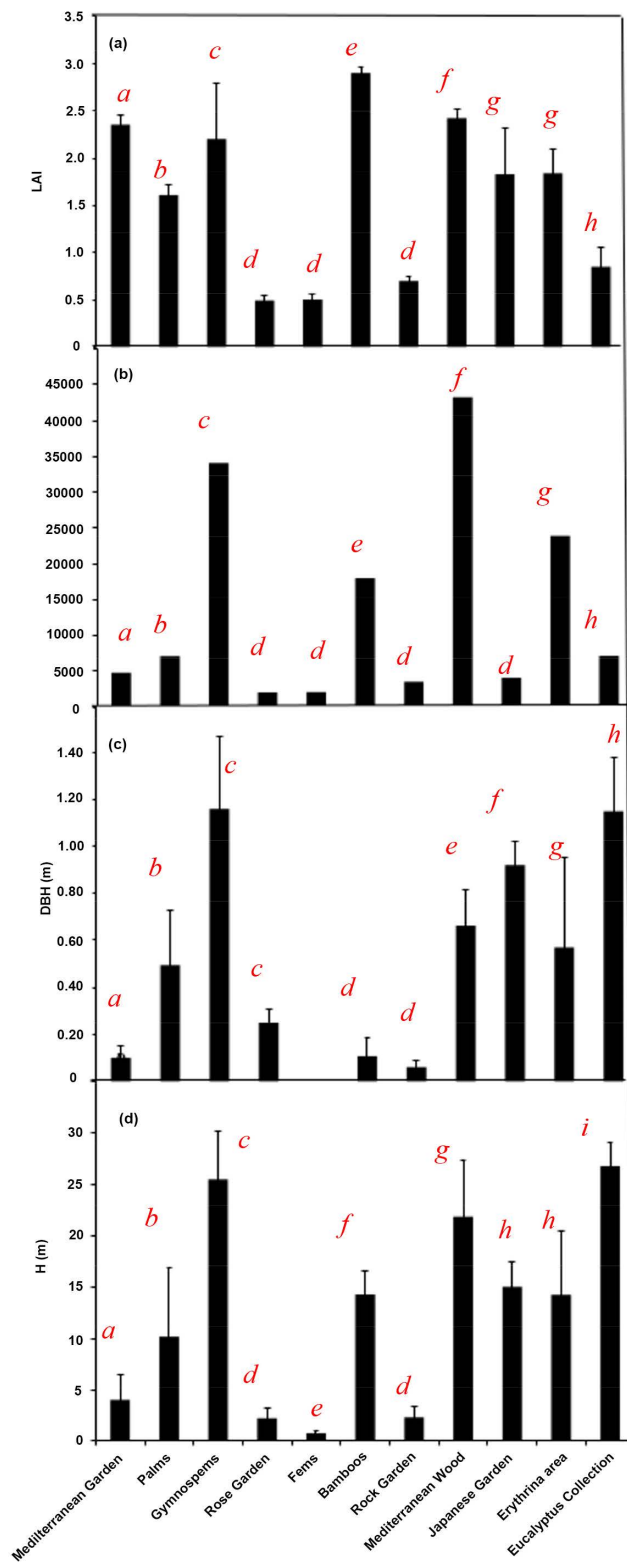 3.5
(a)
3.0
2.5
2.0
1.5
1.0
0.5
0
LAI
a
b
c
d
d
e
d
f
g
g
h
(b)
45000
40000
35000
30000
25000
20000
15000
10000
5000
0
a
b
c
d
d
e
d
f
d
g
h
(c)
1.40
1.20
1.00
0.80
0.60
0.40
0.20
0
DBH (m)
a
b
c
c
d
d
e
f
g
h
(d)
30
25
20
15
10
5
0
H (m)
a
b
c
d
e
f
d
g
h
h
i
Medilterranean Garden
Palms
Gymnospems
Rose Garden
Fems
Bamboos
Rock Garden
Mediterranean Wood
Japanese Garden
Erythrina area
Eucalyptus Collection